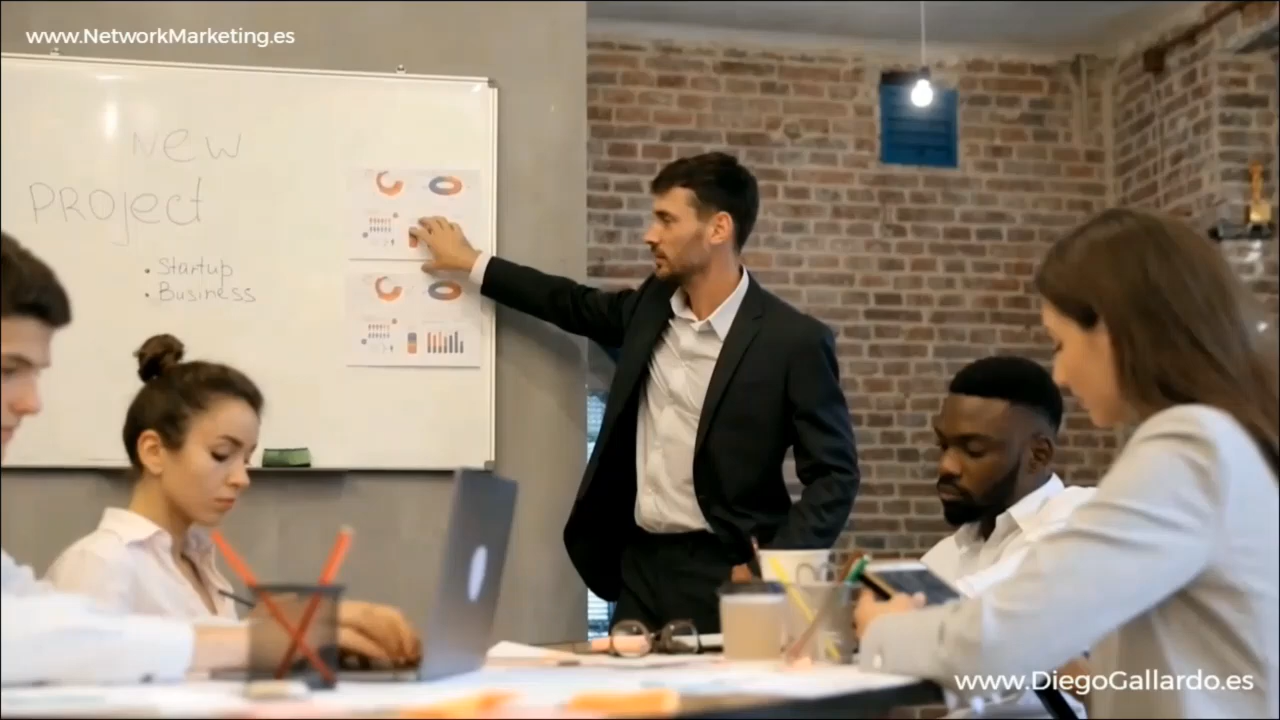 www.NetworkMarketing.es
New
Project
• Startup
• Business
www.DiegoGallardo.es